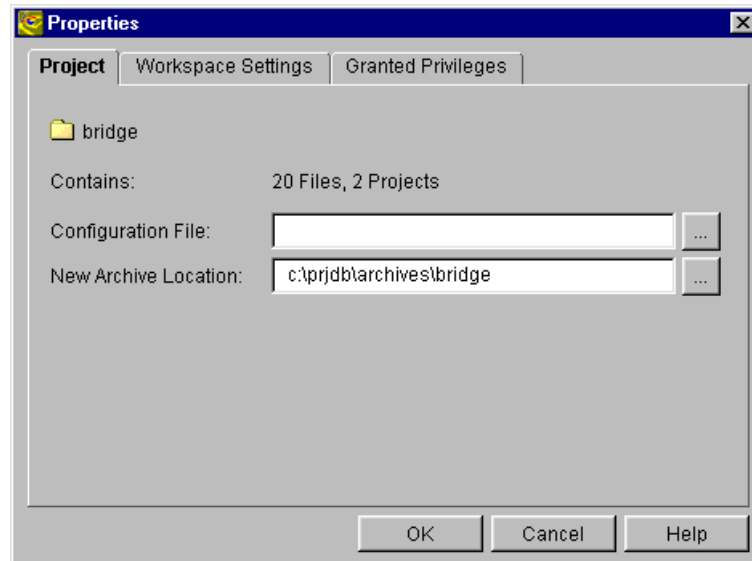 Properties
Project Workspace Settings Granted Privileges
bridge
Contains: 20 Files, 2 Projects
Configuration File: ...
New Archive Location: c:\prjdb\archives\bridge ...
OK Cancel Help